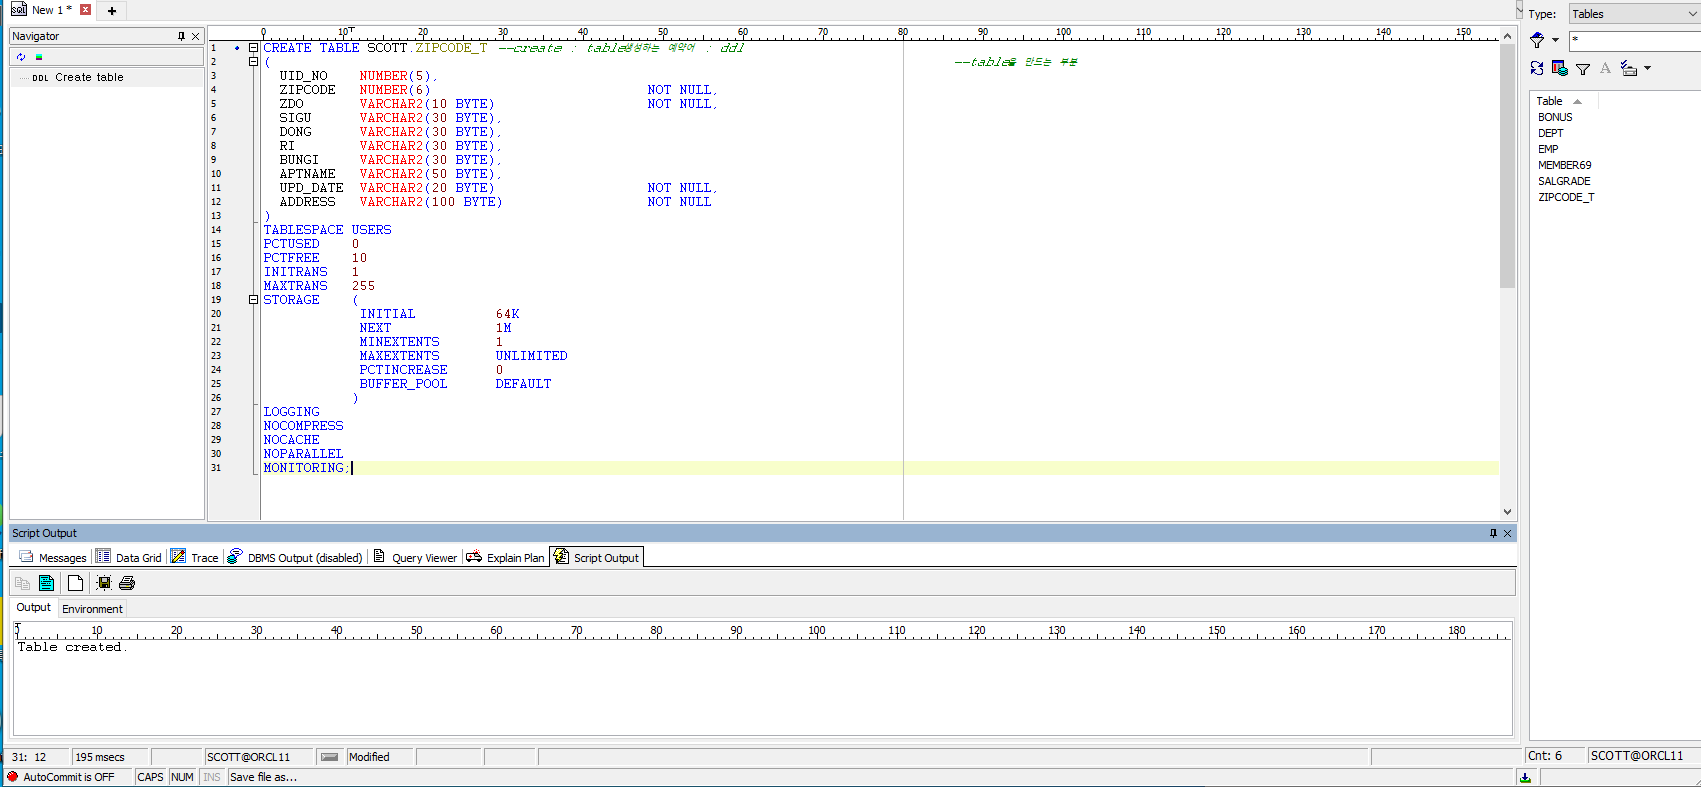 New 1 *
Type: Tables
Navigator
*
DDL Create table
0 10 20 30 40 50 60 70 80 90 100 110 120 130 140 150
1 CREATE TABLE SCOTT.ZIPCODE_T --create : table생성하는 예약어 : ddl
2 ( --table을 만드는 부분
3 UID_NO NUMBER(5),
4 ZIPCODE NUMBER(6) NOT NULL,
5 ZDO VARCHAR2(10 BYTE) NOT NULL,
6 SIGU VARCHAR2(30 BYTE),
7 DONG VARCHAR2(30 BYTE),
8 RI VARCHAR2(30 BYTE),
9 BUNGI VARCHAR2(30 BYTE),
10 APTNAME VARCHAR2(50 BYTE),
11 UPD_DATE VARCHAR2(20 BYTE) NOT NULL,
12 ADDRESS VARCHAR2(100 BYTE) NOT NULL
13 )
14 TABLESPACE USERS
15 PCTUSED 0
16 PCTFREE 10
17 INITRANS 1
18 MAXTRANS 255
19 STORAGE (
20 INITIAL 64K
21 NEXT 1M
22 MINEXTENTS 1
23 MAXEXTENTS UNLIMITED
24 PCTINCREASE 0
25 BUFFER_POOL DEFAULT
26 )
27 LOGGING
28 NOCOMPRESS
29 NOCACHE
30 NOPARALLEL
31 MONITORING;
Table
BONUS
DEPT
EMP
MEMBER69
SALGRADE
ZIPCODE_T
Script Output
Messages Data Grid Trace DBMS Output (disabled) Query Viewer Explain Plan Script Output
Output Environment
0 10 20 30 40 50 60 70 80 90 100 110 120 130 140 150 160 170 180
Table created.
31: 12 195 msecs SCOTT@ORCL11 Modified
Cnt: 6 SCOTT@ORCL11
AutoCommit is OFF CAPS NUM INS Save file as...